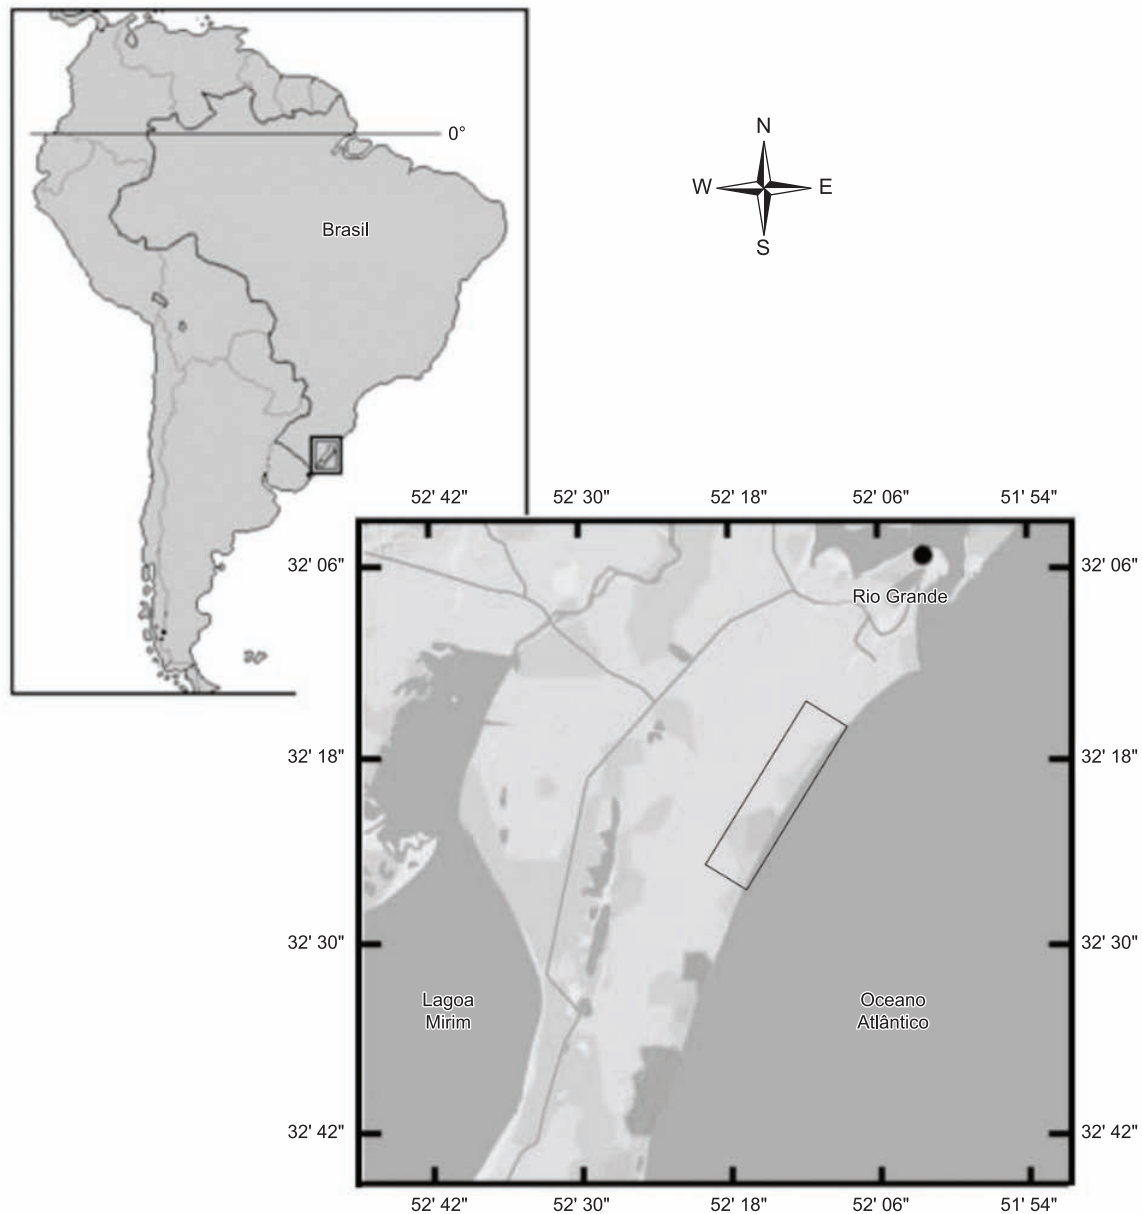 0°
Brasil
N
W E
S
52' 42" 52' 30" 52' 18" 52' 06" 51' 54"
32' 06" 32' 06"
Rio Grande
32' 18" 32' 18"
32' 30" 32' 30"
Lagoa
Mirim
Oceano
Atlântico
32' 42" 32' 42"
52' 42" 52' 30" 52' 18" 52' 06" 51' 54"